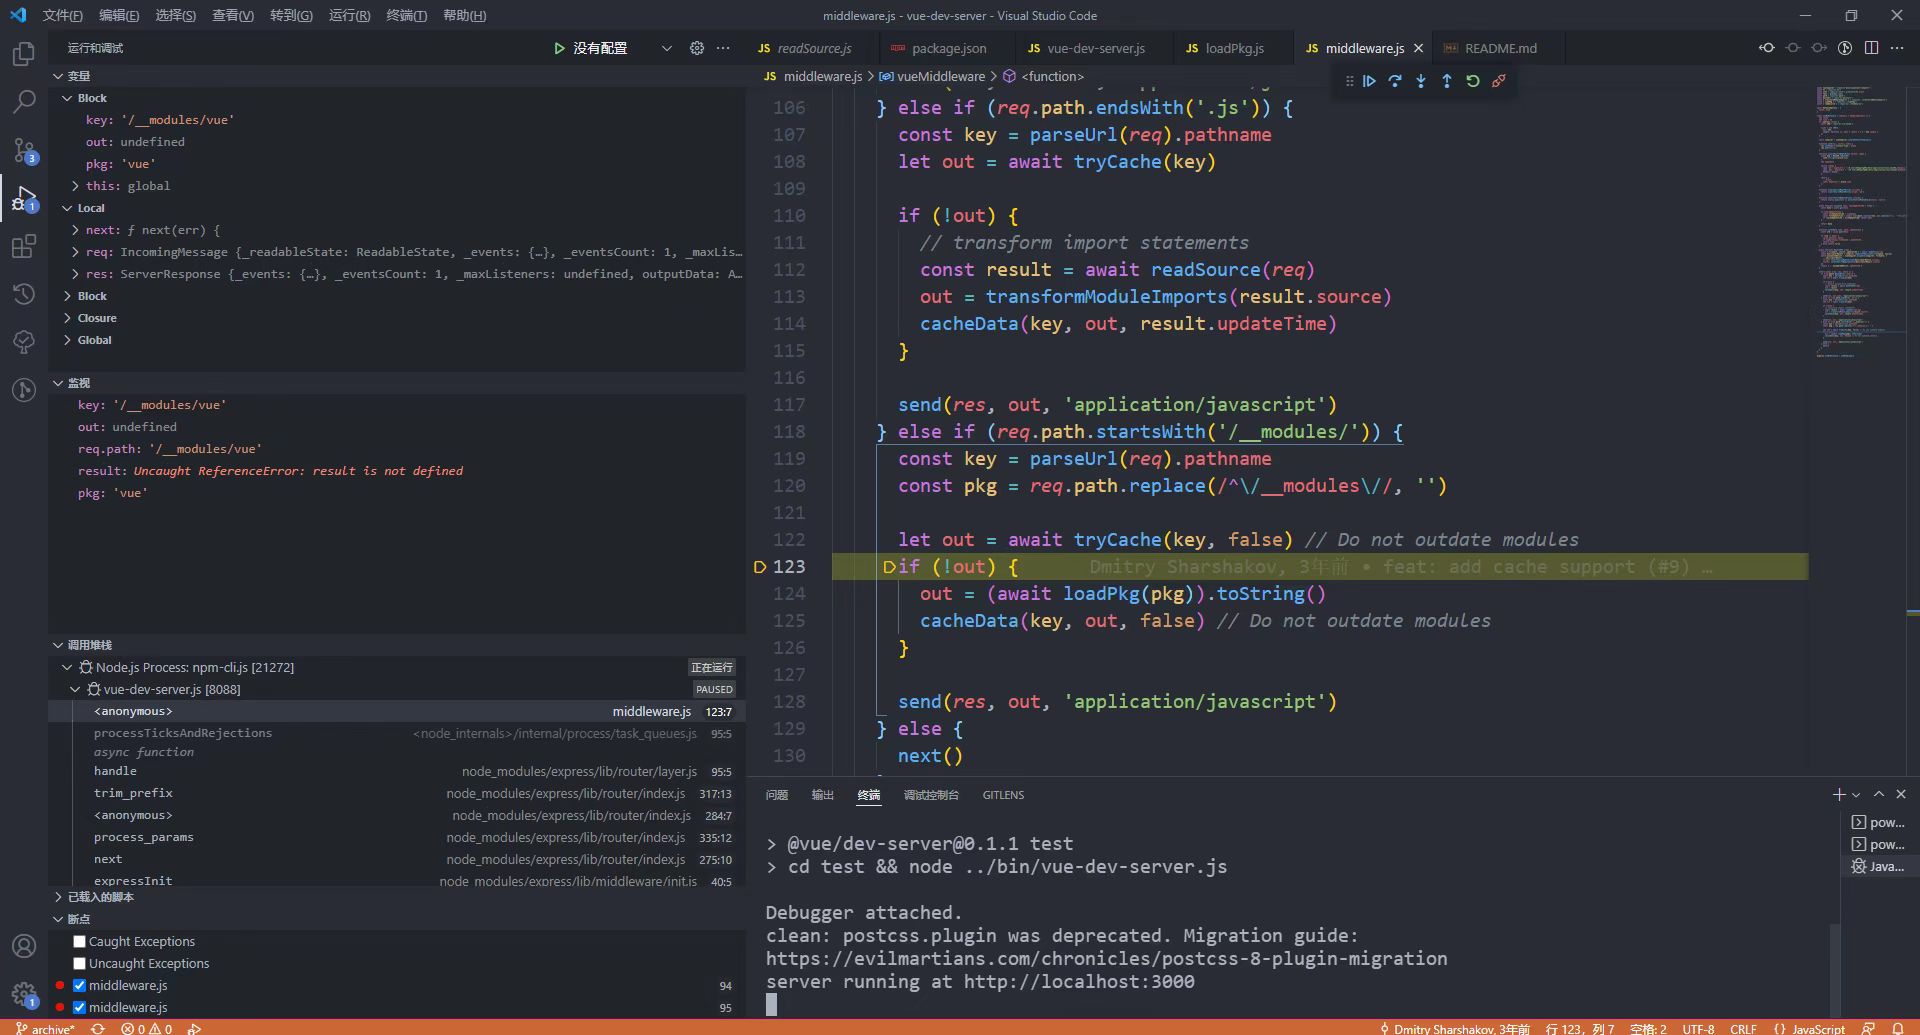 文件(F) 编辑(E) 选择(S) 查看(V) 转到(G) 运行(R) 终端(T) 帮助(H)
middleware.js - vue-dev-server - Visual Studio Code
运行和调试
没有配置
JS readSource.js
package.json
JS vue-dev-server.js
JS loadPkg.js
JS middleware.js
README.md
JS middleware.js > vueMiddleware > <function>
变量
Block
key: '/__modules/vue'
out: undefined
pkg: 'vue'
this: global
Local
next: ƒ next(err) {
req: IncomingMessage {_readableState: ReadableState, _events: {…}, _eventsCount: 1, _maxLis…
res: ServerResponse {_events: {…}, _eventsCount: 1, _maxListeners: undefined, outputData: A…
Block
Closure
Global
监视
key: '/__modules/vue'
out: undefined
req.path: '/__modules/vue'
result: Uncaught ReferenceError: result is not defined
pkg: 'vue'
调用堆栈
Node.js Process: npm-cli.js [21272] 正在运行
vue-dev-server.js [8088] PAUSED
<anonymous> middleware.js 123:7
processTicksAndRejections <node_internals>/internal/process/task_queues.js 95:5
async function
handle node_modules/express/lib/router/layer.js 95:5
trim_prefix node_modules/express/lib/router/index.js 317:13
<anonymous> node_modules/express/lib/router/index.js 284:7
process_params node_modules/express/lib/router/index.js 335:12
next node_modules/express/lib/router/index.js 275:10
expressInit node_modules/express/lib/middleware/init.js 40:5
已载入的脚本
断点
Caught Exceptions
Uncaught Exceptions
middleware.js 94
middleware.js 95
3
1
1
106 } else if (req.path.endsWith('.js')) {
107 const key = parseUrl(req).pathname
108 let out = await tryCache(key)
109
110 if (!out) {
111 // transform import statements
112 const result = await readSource(req)
113 out = transformModuleImports(result.source)
114 cacheData(key, out, result.updateTime)
115 }
116
117 send(res, out, 'application/javascript')
118 } else if (req.path.startsWith('/__modules/')) {
119 const key = parseUrl(req).pathname
120 const pkg = req.path.replace(/^\/__modules\//, '')
121
122 let out = await tryCache(key, false) // Do not outdate modules
123 if (!out) { Dmitry Sharshakov, 3年前 • feat: add cache support (#9) …
124 out = (await loadPkg(pkg)).toString()
125 cacheData(key, out, false) // Do not outdate modules
126 }
127
128 send(res, out, 'application/javascript')
129 } else {
130 next()
问题 输出 终端 调试控制台 GITLENS
> @vue/dev-server@0.1.1 test
> cd test && node ../bin/vue-dev-server.js
Debugger attached.
clean: postcss.plugin was deprecated. Migration guide:
https://evilmartians.com/chronicles/postcss-8-plugin-migration
server running at http://localhost:3000
pow...
pow...
Java...
archive* 0 0 Dmitry Sharshakov, 3年前 行 123，列 7 空格: 2 UTF-8 CRLF {} JavaScript